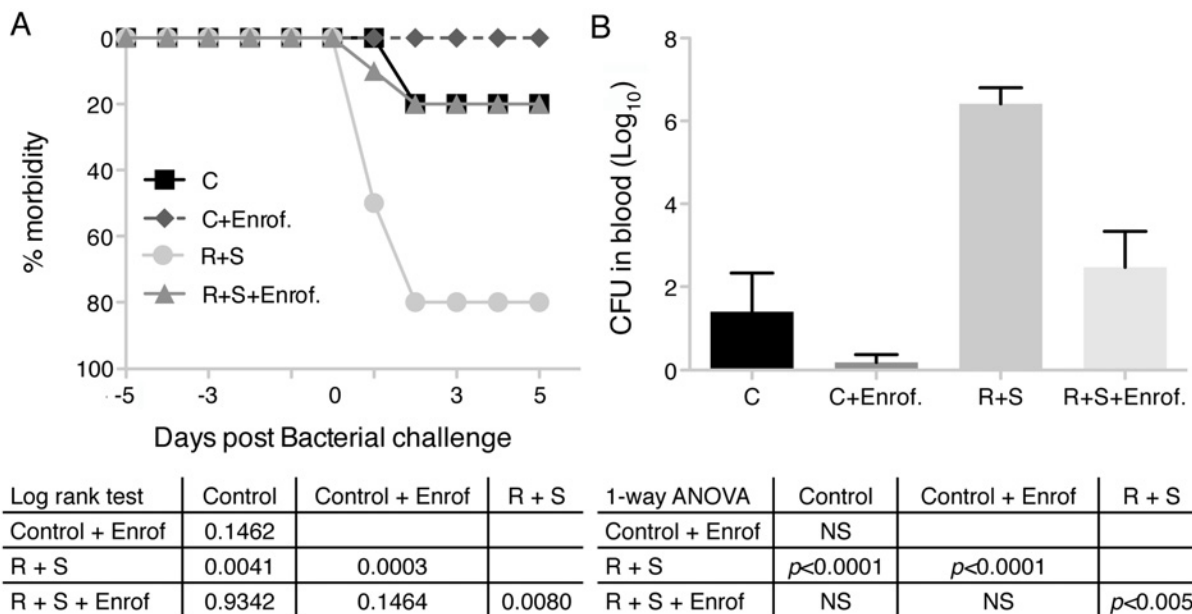 A
% morbidity
0
20
40
60
80
100
C
C+Enrof.
R+S
R+S+Enrof.
-5 -3 0 3 5
Days post Bacterial challenge
B
CFU in blood (Log10)
8
6
4
2
0
C C+Enrof. R+S R+S+Enrof.
Log rank test Control Control + Enrof R + S
Control + Enrof 0.1462
R + S 0.0041 0.0003
R + S + Enrof 0.9342 0.1464 0.0080
1-way ANOVA Control Control + Enrof R + S
Control + Enrof NS
R + S p<0.0001 p<0.0001
R + S + Enrof NS NS p<005